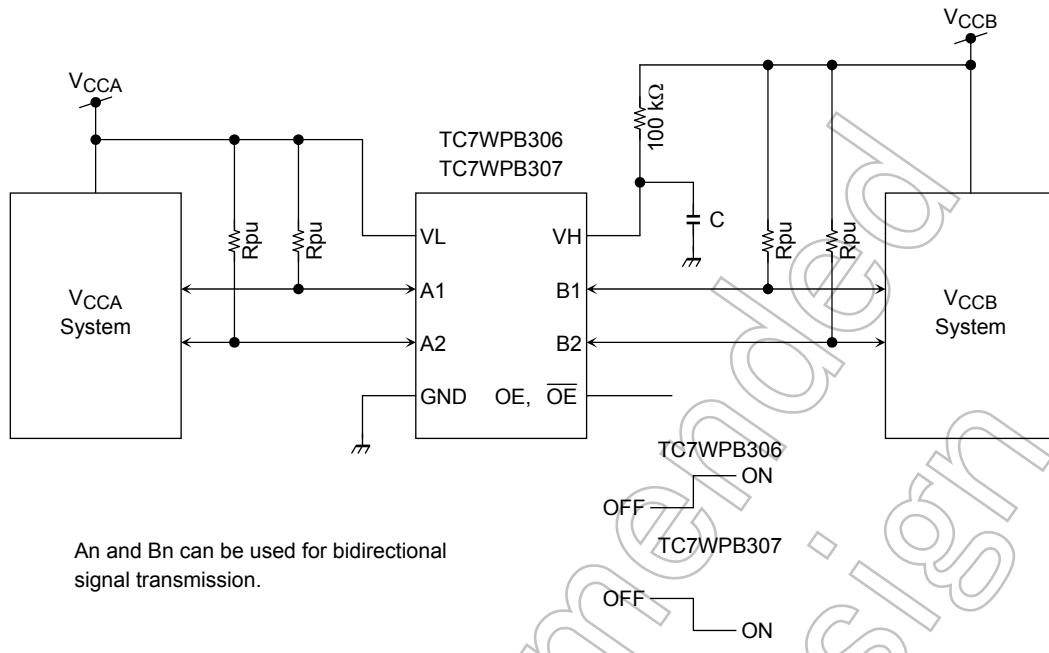 VCCB
VCCA
100 kΩ
TC7WPB306
TC7WPB307
Rpu
Rpu
VL
VH
C
Rpu
Rpu
VCCA
System
A1
B1
VCCB
System
A2
B2
GND
OE, O̅E̅
TC7WPB306
ON
OFF
TC7WPB307
An and Bn can be used for bidirectional
signal transmission.
OFF
ON
mended
sign